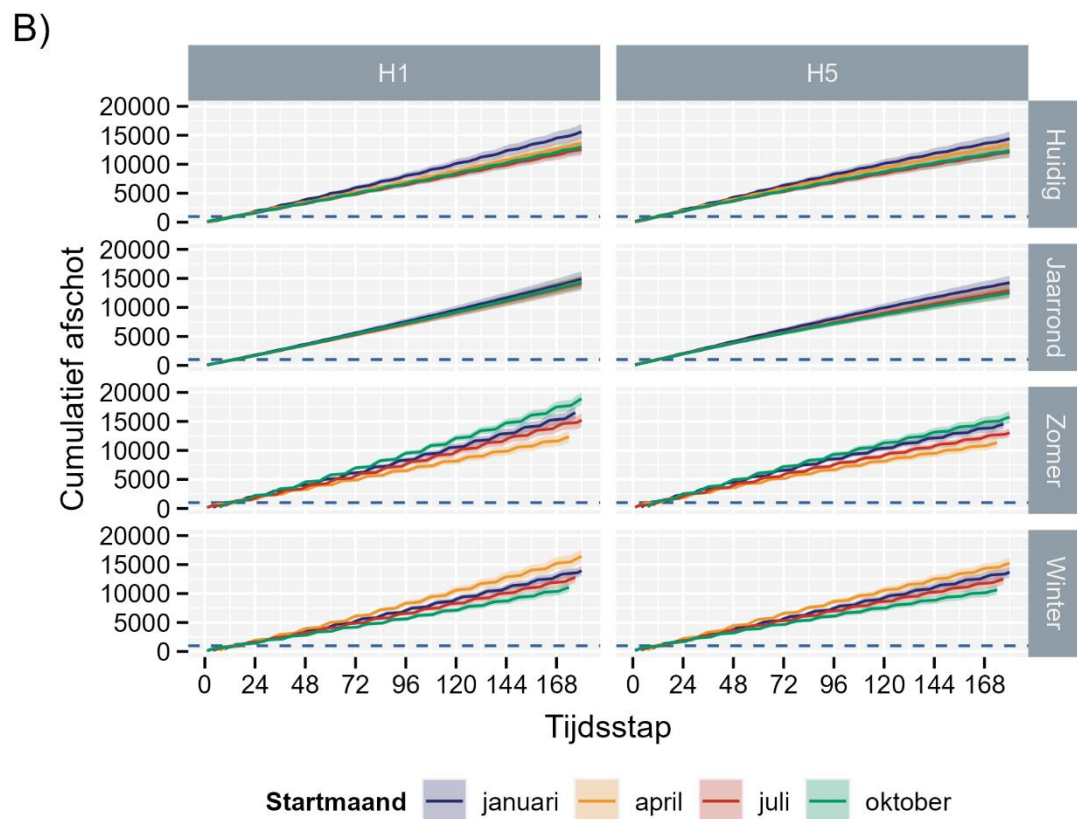 B)
H1 H5
20000
15000
10000
5000
0
Huidig
20000
15000
10000
5000
0
Jaarrond
20000
15000
10000
5000
0
Zomer
20000
15000
10000
5000
0
Winter
Cumulatief afschot
0 24 48 72 96 120 144 168 0 24 48 72 96 120 144 168
Tijdsstap
Startmaand januari april juli oktober